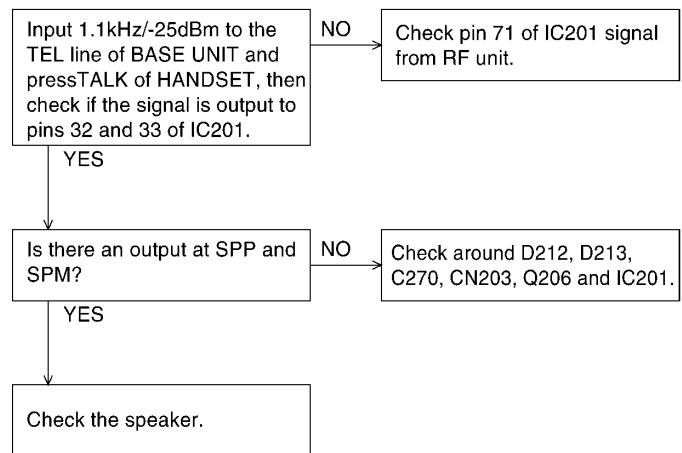 Input 1.1kHz/-25dBm to the
TEL line of BASE UNIT and
pressTALK of HANDSET, then
check if the signal is output to
pins 32 and 33 of IC201.
NO
Check pin 71 of IC201 signal
from RF unit.
YES
Is there an output at SPP and
SPM?
NO
Check around D212, D213,
C270, CN203, Q206 and IC201.
YES
Check the speaker.